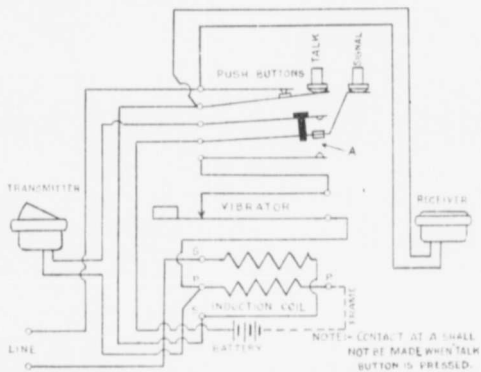 TALK
SIGNAL
PUSH BUTTONS
A
TRANSMITTER
VIBRATOR
RECEIVER
S
P
P
INDUCTION COIL
FRAME
BATTERY
LINE
NOTE:- CONTACT AT A SHALL
NOT BE MADE WHEN TALK
BUTTON IS PRESSED.